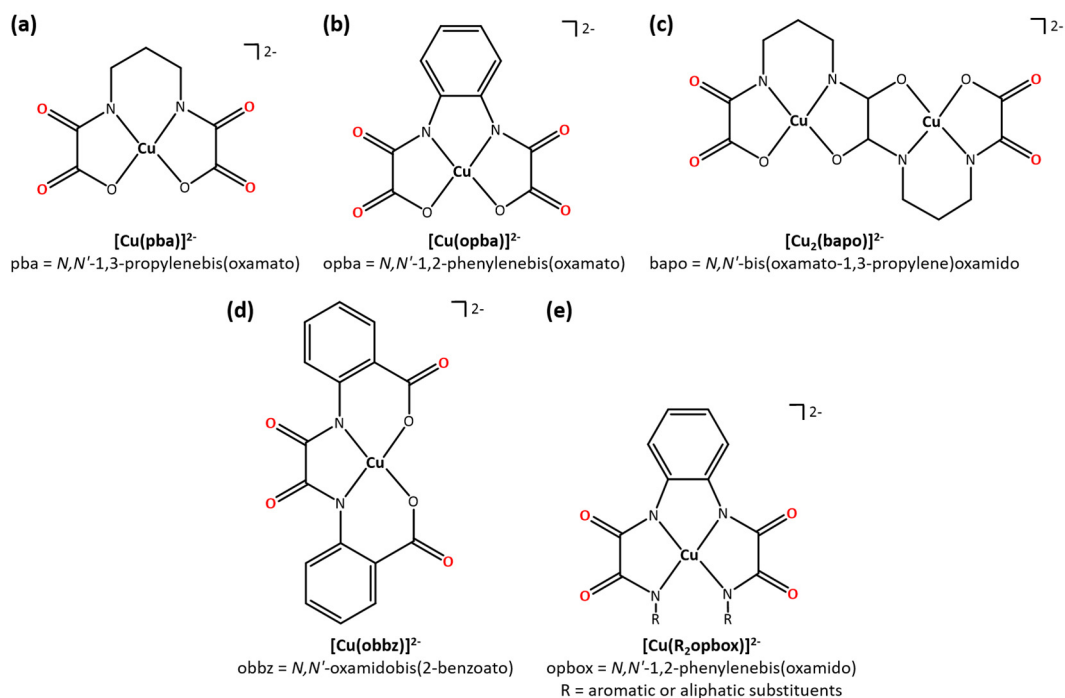 (a)
2-
O
O
N
N
Cu
O
O
O
O
[Cu(pba)]2-
pba = N,N'-1,3-propylenebis(oxamato)
(b)
2-
N
N
O
O
Cu
O
O
O
O
[Cu(opba)]2-
opba = N,N'-1,2-phenylenebis(oxamato)
(c)
2-
N
N
O
O
O
Cu
Cu
O
O
O
O
N
N
O
[Cu2(bapo)]2-
bapo = N,N'-bis(oxamato-1,3-propylene)oxamido
(d)
2-
O
O
N
O
Cu
O
N
O
O
[Cu(obbz)]2-
obbz = N,N'-oxamidobis(2-benzoato)
(e)
2-
O
N
N
O
Cu
O
N
N
O
R
R
[Cu(R2opbox)]2-
opbox = N,N'-1,2-phenylenebis(oxamido)
R = aromatic or aliphatic substituents